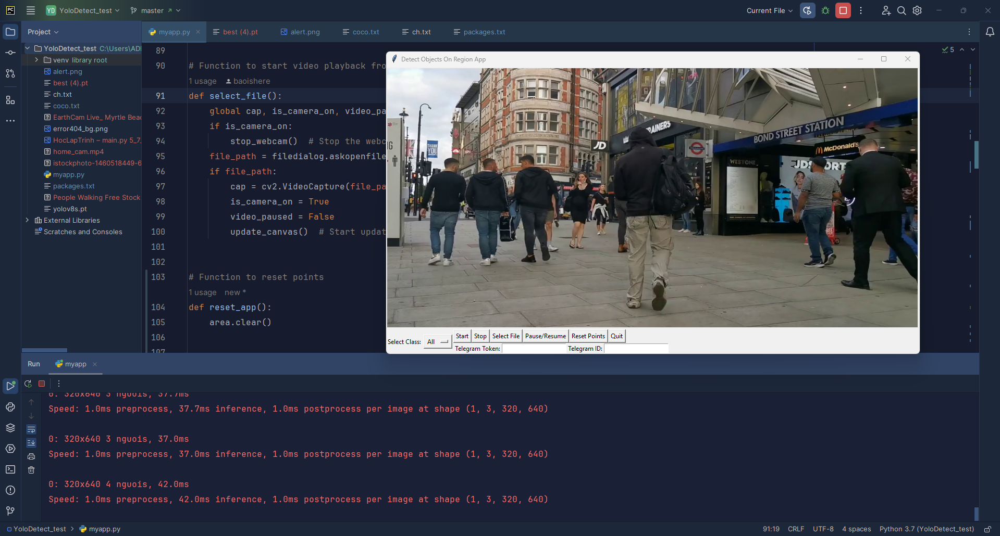 PC
YD YoloDetect_test
master
Current File
Project
myapp.py
best (4).pt
alert.png
coco.txt
ch.txt
packages.txt
YoloDetect_test C:\Users\ADI
venv library root
alert.png
best (4).pt
ch.txt
coco.txt
EarthCam Live_ Myrtle Beac
error404_bg.png
HocLapTrinh – main.py 5_7_
home_cam.mp4
istockphoto-1460518449-6
myapp.py
packages.txt
People Walking Free Stock
yolov8s.pt
External Libraries
Scratches and Consoles
5
89
90 # Function to start video playback fro
1 usage baoishere
91 def select_file():
92 global cap, is_camera_on, video_pa
93 if is_camera_on:
94 stop_webcam() # Stop the webc
95 file_path = filedialog.askopenfile
96 if file_path:
97 cap = cv2.VideoCapture(file_pa
98 is_camera_on = True
99 video_paused = False
100 update_canvas() # Start updat
101
102
103 # Function to reset points
1 usage new *
104 def reset_app():
105 area.clear()
106
107
Detect Objects On Region App
THANK YOU
JD
TRAINERS
BOND STREET STATION
McDonald's
WESTONE
JD SPORT
Select Class: All
Start Stop Select File Pause/Resume Reset Points Quit
Telegram Token: Telegram ID:
Run myapp
0: 320x640 3 nguois, 37.7ms
Speed: 1.0ms preprocess, 37.7ms inference, 1.0ms postprocess per image at shape (1, 3, 320, 640)
0: 320x640 3 nguois, 37.0ms
Speed: 1.0ms preprocess, 37.0ms inference, 1.0ms postprocess per image at shape (1, 3, 320, 640)
0: 320x640 4 nguois, 42.0ms
Speed: 1.0ms preprocess, 42.0ms inference, 1.0ms postprocess per image at shape (1, 3, 320, 640)
YoloDetect_test > myapp.py
91:19 CRLF UTF-8 4 spaces Python 3.7 (YoloDetect_test)